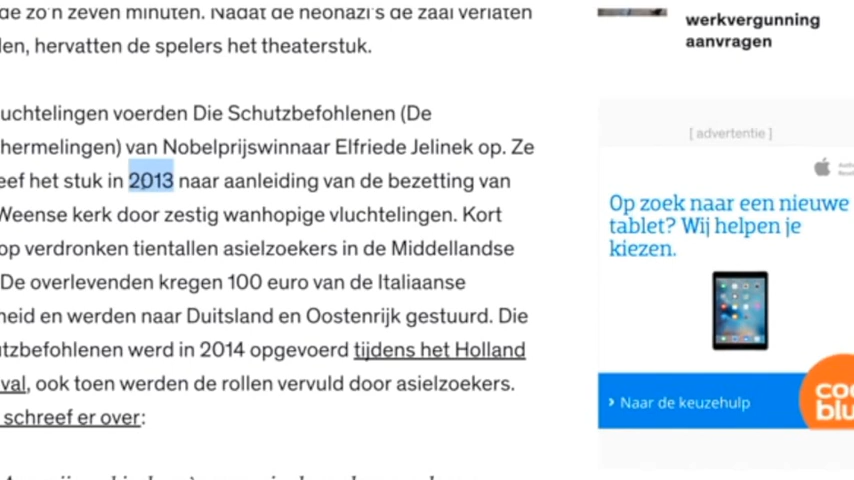 de zo'n zeven minuten. Nadat de neonazi's de zaal verlaten
len, hervatten de spelers het theaterstuk.
luchtelingen voerden Die Schutzbefohlenen (De
hermelingen) van Nobelprijswinnaar Elfriede Jelinek op. Ze
eef het stuk in 2013 naar aanleiding van de bezetting van
Weense kerk door zestig wanhopige vluchtelingen. Kort
op verdronken tientallen asielzoekers in de Middellandse
De overlevenden kregen 100 euro van de Italiaanse
heid en werden naar Duitsland en Oostenrijk gestuurd. Die
utzbefohlenen werd in 2014 opgevoerd tijdens het Holland
val, ook toen werden de rollen vervuld door asielzoekers.
schreef er over:
werkvergunning
aanvragen
[ advertentie ]
Op zoek naar een nieuwe
tablet? Wij helpen je
kiezen.
› Naar de keuzehulp
coo
blu